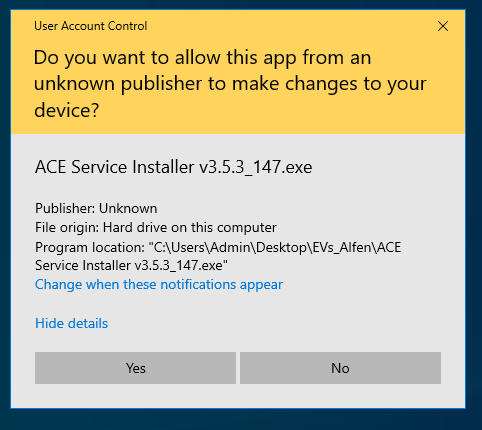 User Account Control
Do you want to allow this app from an
unknown publisher to make changes to your
device?
ACE Service Installer v3.5.3_147.exe
Publisher: Unknown
File origin: Hard drive on this computer
Program location: "C:\Users\Admin\Desktop\EVs_Alfen\ACE
Service Installer v3.5.3_147.exe"
Change when these notifications appear
Hide details
Yes
No